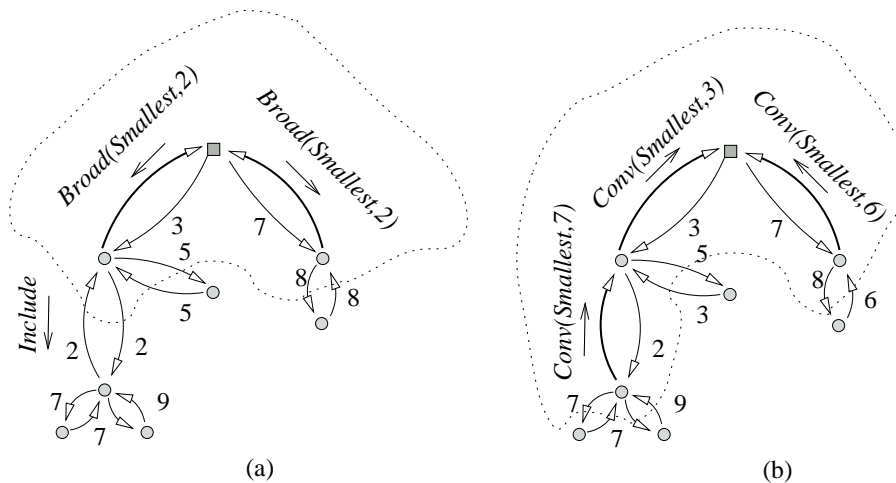 Broad(Smallest,2)
Broad(Smallest,2)
3
7
5
5
8
8
Include
2
2
7
7
9
(a)
Conv(Smallest,3)
Conv(Smallest,6)
3
7
5
3
8
6
Conv(Smallest,7)
2
7
7
9
(b)